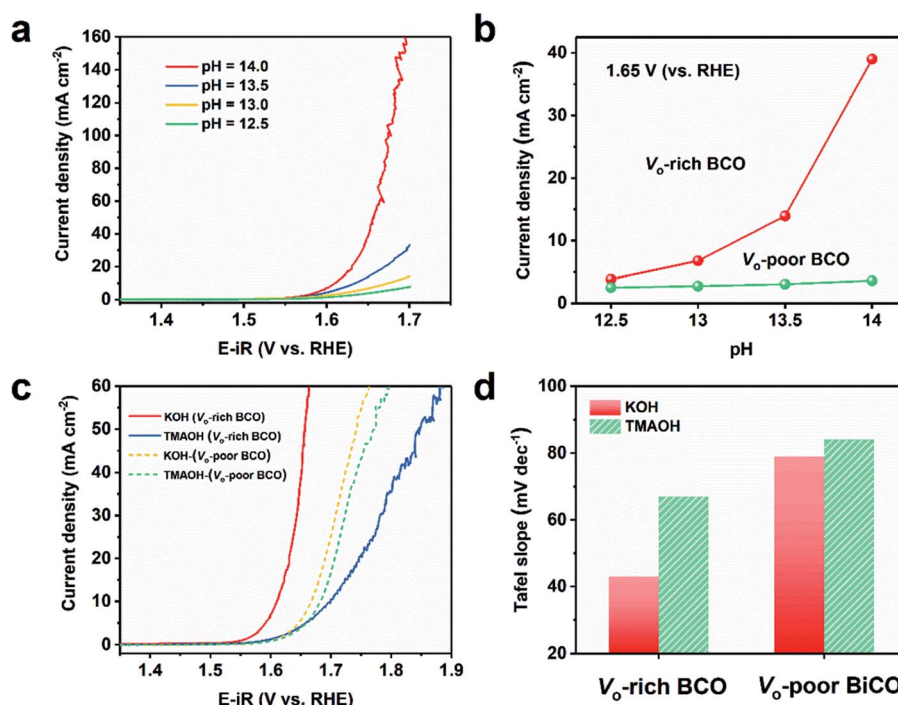 a
160
140
120
100
80
60
40
20
0
Current density (mA cm⁻²)
pH = 14.0
pH = 13.5
pH = 13.0
pH = 12.5
1.4
1.5
1.6
1.7
E-iR (V vs. RHE)
b
40
30
20
10
0
Current density (mA cm⁻²)
1.65 V (vs. RHE)
Vₒ-rich BCO
Vₒ-poor BCO
12.5
13
13.5
14
pH
c
60
50
40
30
20
10
0
Current density (mA cm⁻²)
KOH (Vₒ-rich BCO)
TMAOH (Vₒ-rich BCO)
KOH-(Vₒ-poor BCO)
TMAOH-(Vₒ-poor BCO)
1.4
1.5
1.6
1.7
1.8
1.9
E-iR (V vs. RHE)
d
100
80
60
40
20
Tafel slope (mV dec⁻¹)
KOH
TMAOH
Vₒ-rich BCO
Vₒ-poor BiCO